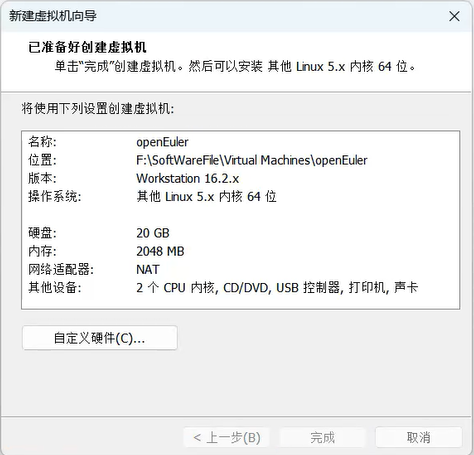 新建虚拟机向导
已准备好创建虚拟机
单击“完成”创建虚拟机。然后可以安装 其他 Linux 5.x 内核 64 位。
将使用下列设置创建虚拟机:
名称: openEuler
位置: F:\SoftWareFile\Virtual Machines\openEuler
版本: Workstation 16.2.x
操作系统: 其他 Linux 5.x 内核 64 位
硬盘: 20 GB
内存: 2048 MB
网络适配器: NAT
其他设备: 2 个 CPU 内核, CD/DVD, USB 控制器, 打印机, 声卡
自定义硬件(C)...
< 上一步(B) 完成 取消